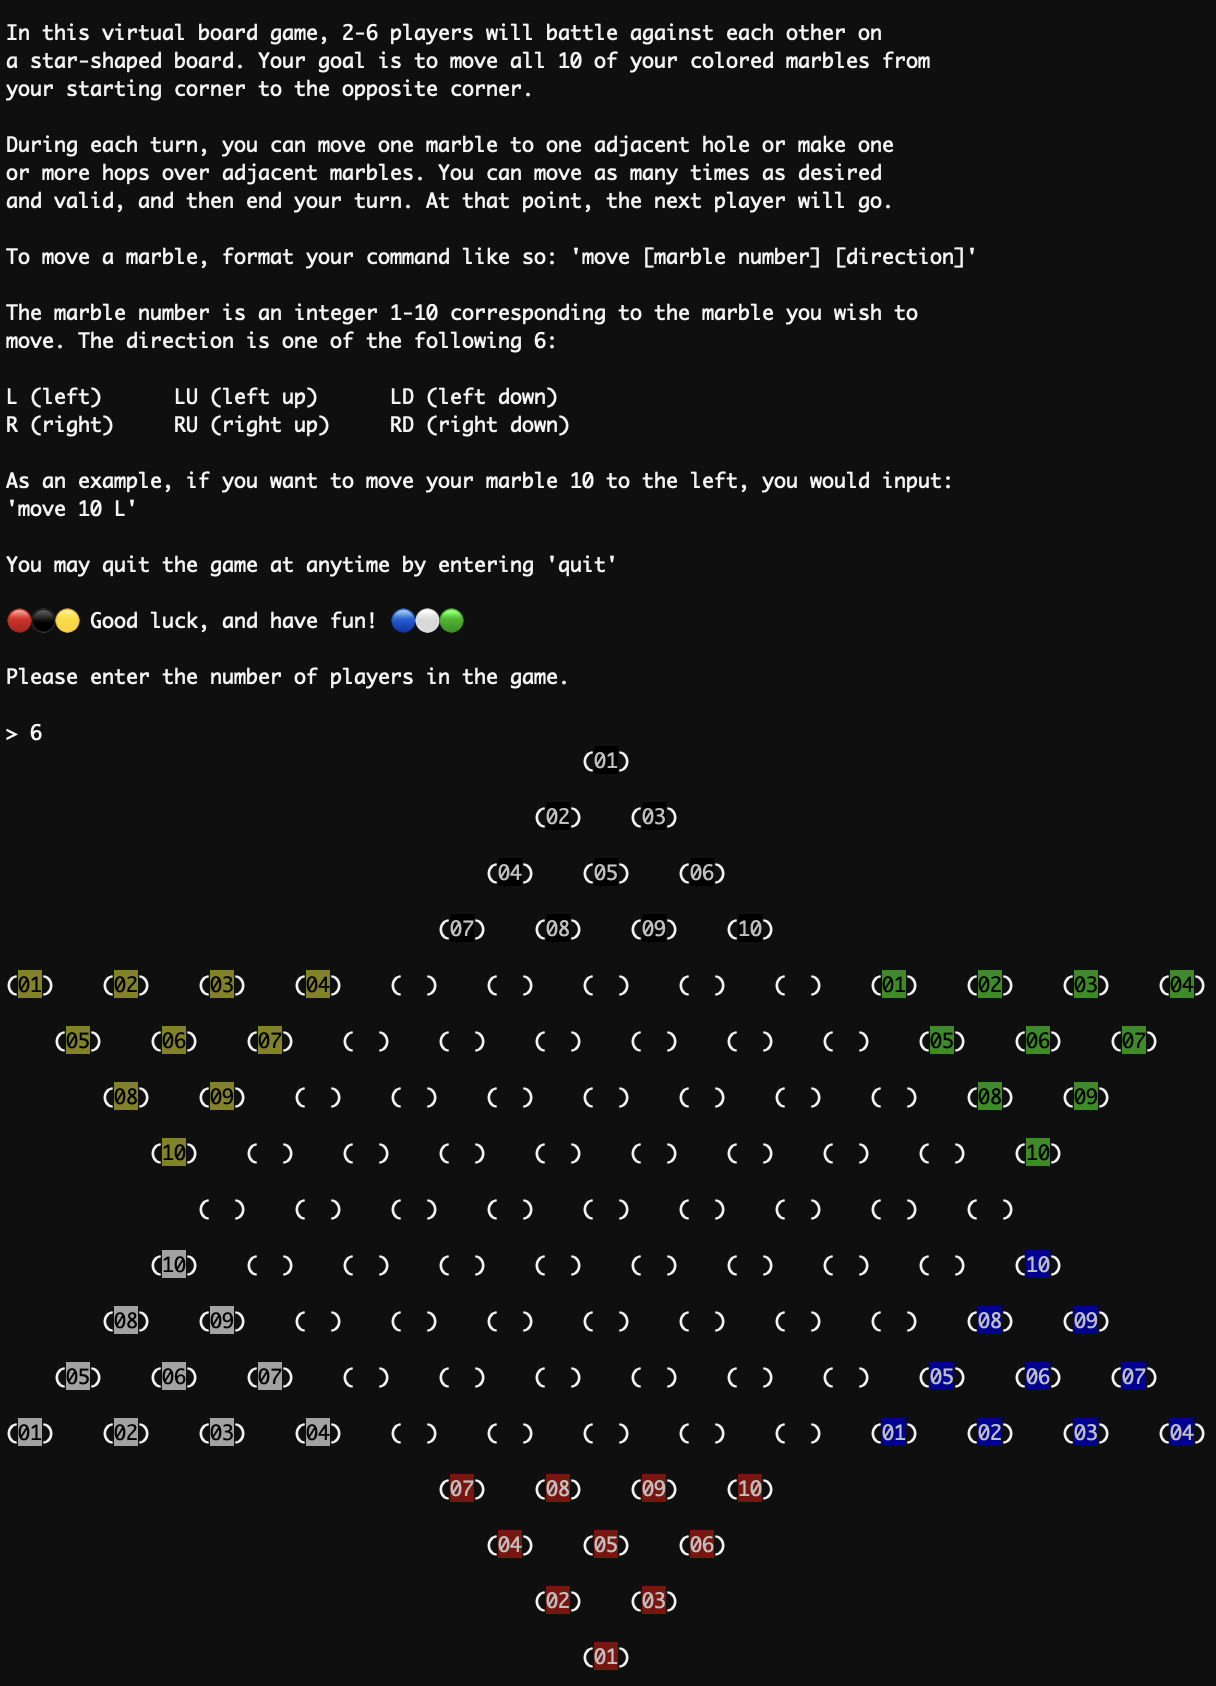 In this virtual board game, 2-6 players will battle against each other on
a star-shaped board. Your goal is to move all 10 of your colored marbles from
your starting corner to the opposite corner.
During each turn, you can move one marble to one adjacent hole or make one
or more hops over adjacent marbles. You can move as many times as desired
and valid, and then end your turn. At that point, the next player will go.
To move a marble, format your command like so: 'move [marble number] [direction]'
The marble number is an integer 1-10 corresponding to the marble you wish to
move. The direction is one of the following 6:
L (left)      LU (left up)      LD (left down)
R (right)     RU (right up)     RD (right down)
As an example, if you want to move your marble 10 to the left, you would input:
'move 10 L'
You may quit the game at anytime by entering 'quit'
🔴⚫🟡 Good luck, and have fun! 🔵⚪🟢
Please enter the number of players in the game.
> 6
(01)
(02)    (03)
(04)    (05)    (06)
(07)    (08)    (09)    (10)
(01)    (02)    (03)    (04)    (  )    (  )    (  )    (  )    (  )    (01)    (02)    (03)    (04)
(05)    (06)    (07)    (  )    (  )    (  )    (  )    (  )    (  )    (05)    (06)    (07)
(08)    (09)    (  )    (  )    (  )    (  )    (  )    (  )    (  )    (08)    (09)
(10)    (  )    (  )    (  )    (  )    (  )    (  )    (  )    (  )    (10)
(  )    (  )    (  )    (  )    (  )    (  )    (  )    (  )    (  )
(10)    (  )    (  )    (  )    (  )    (  )    (  )    (  )    (  )    (10)
(08)    (09)    (  )    (  )    (  )    (  )    (  )    (  )    (  )    (08)    (09)
(05)    (06)    (07)    (  )    (  )    (  )    (  )    (  )    (  )    (05)    (06)    (07)
(01)    (02)    (03)    (04)    (  )    (  )    (  )    (  )    (  )    (01)    (02)    (03)    (04)
(07)    (08)    (09)    (10)
(04)    (05)    (06)
(02)    (03)
(01)